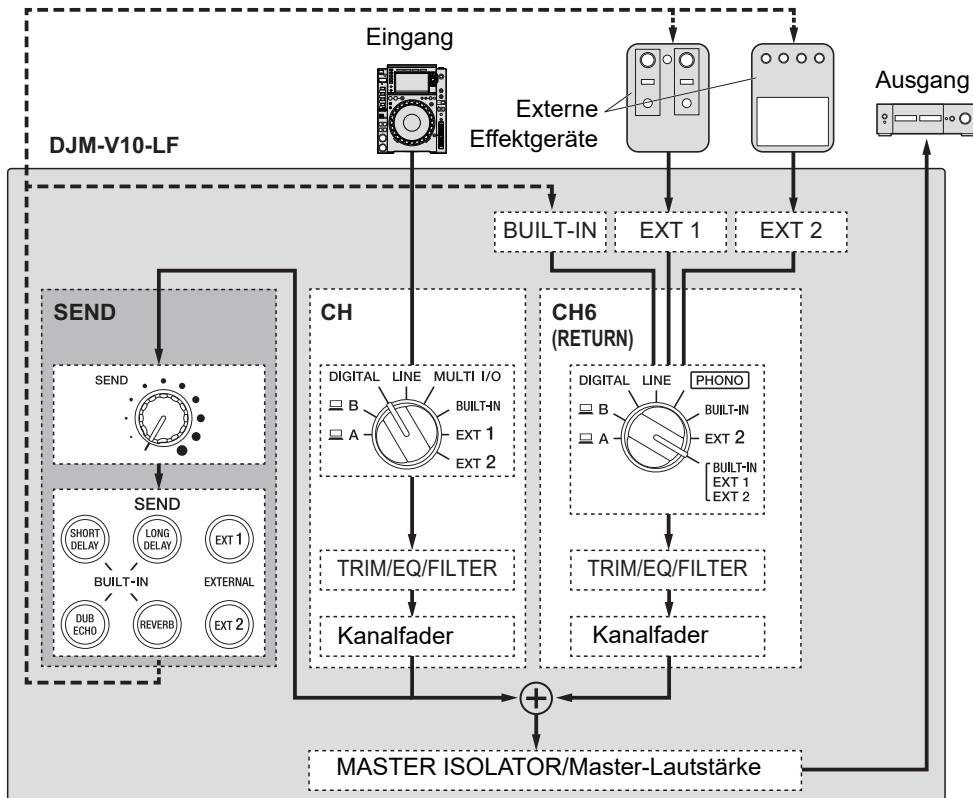 Eingang
Externe
Effektgeräte
Ausgang
DJM-V10-LF
BUILT-IN
EXT 1
EXT 2
SEND
SEND
SEND
SHORT
DELAY
LONG
DELAY
EXT 1
BUILT-IN
EXTERNAL
DUB
ECHO
REVERB
EXT 2
CH
DIGITAL
LINE
MULTI I/O
B
BUILT-IN
A
EXT 1
EXT 2
TRIM/EQ/FILTER
Kanalfader
CH6
(RETURN)
DIGITAL
LINE
PHONO
B
BUILT-IN
A
EXT 2
BUILT-IN
EXT 1
EXT 2
TRIM/EQ/FILTER
Kanalfader
MASTER ISOLATOR/Master-Lautstärke